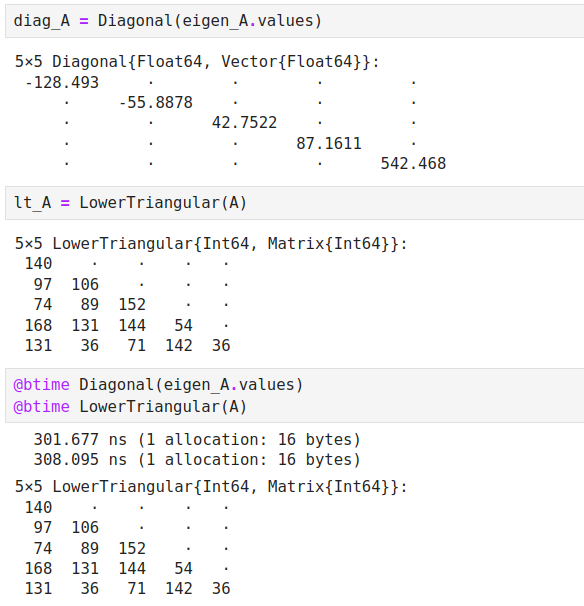 diag_A = Diagonal(eigen_A.values)
5×5 Diagonal{Float64, Vector{Float64}}:
 -128.493     ⋅        ⋅        ⋅         ⋅
     ⋅     -55.8878    ⋅        ⋅         ⋅
     ⋅        ⋅      42.7522    ⋅         ⋅
     ⋅        ⋅        ⋅      87.1611     ⋅
     ⋅        ⋅        ⋅        ⋅      542.468
lt_A = LowerTriangular(A)
5×5 LowerTriangular{Int64, Matrix{Int64}}:
 140    ⋅    ⋅    ⋅   ⋅
  97  106    ⋅    ⋅   ⋅
  74   89  152    ⋅   ⋅
 168  131  144   54   ⋅
 131   36   71  142  36
@btime Diagonal(eigen_A.values)
@btime LowerTriangular(A)
  301.677 ns (1 allocation: 16 bytes)
  308.095 ns (1 allocation: 16 bytes)
5×5 LowerTriangular{Int64, Matrix{Int64}}:
 140    ⋅    ⋅    ⋅   ⋅
  97  106    ⋅    ⋅   ⋅
  74   89  152    ⋅   ⋅
 168  131  144   54   ⋅
 131   36   71  142  36